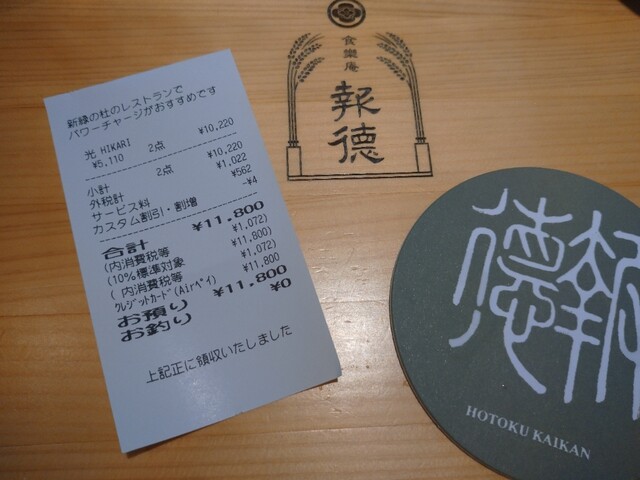 新緑の杜のレストランで
パワーチャージがおすすめです
光 HIKARI
¥5,110 2点 ¥10,220
小計 2点 ¥10,220
外税計 ¥1,022
サービス料 ¥562
カスタム割引・割増 -¥4
合計 ¥11,800
(内消費税等 ¥1,072)
(10%標準対象 ¥11,800)
( 内消費税等 ¥1,072)
クレジットカード(Airペイ) ¥11,800
お預り ¥11,800
お釣り ¥0
上記正に領収いたしました
食樂庵
報徳
報徳
HOTOKU KAIKAN